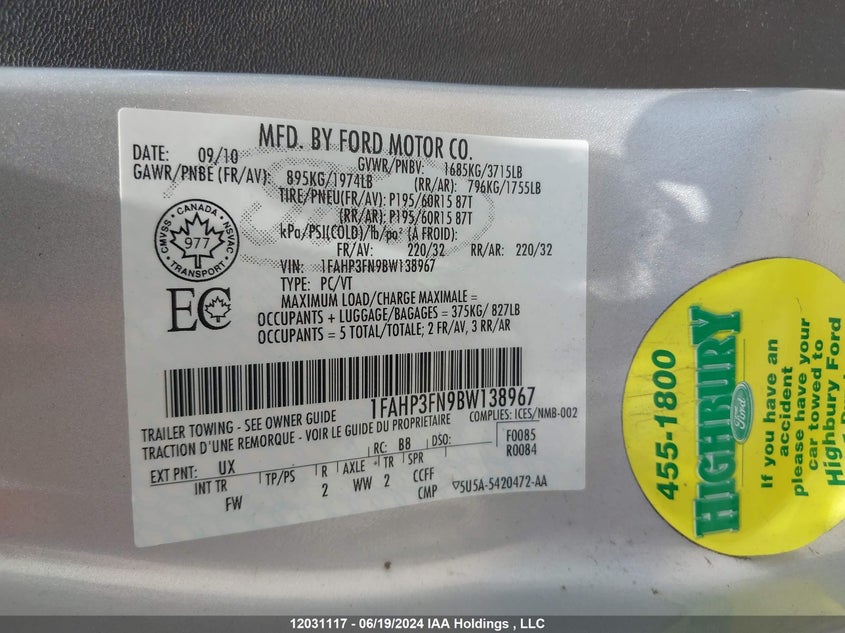 MFD. BY FORD MOTOR CO.
DATE: 09/10
GVWR/PNBV: 1685KG/3715LB
GAWR/PNBE (FR/AV): 895KG/1974LB (RR/AR): 796KG/1755LB
TIRE/PNEU(FR/AV): P195/60R15 87T
(RR/AR): P195/60R15 87T
kPa/PSI(COLD)/lb/po² (À FROID):
FR/AV: 220/32 RR/AR: 220/32
VIN: 1FAHP3FN9BW138967
TYPE: PC/VT
MAXIMUM LOAD/CHARGE MAXIMALE =
OCCUPANTS + LUGGAGE/BAGAGES = 375KG/ 827LB
OCCUPANTS = 5 TOTAL/TOTALE; 2 FR/AV, 3 RR/AR
CANADA
CMVSS
NSVAC
977
TRANSPORT
EC
1FAHP3FN9BW138967
TRAILER TOWING - SEE OWNER GUIDE
COMPLIES: ICES/NMB-002
TRACTION D'UNE REMORQUE - VOIR LE GUIDE DU PROPRIETAIRE
F0085
R0084
RC: B8 DSO:
EXT PNT: UX
INT TR TP/PS R AXLE TR SPR
FW 2 WW 2 CCFF
CMP 5U5A-5420472-AA
455-1800
HIGHBURY
Ford
If you have an
accident
please have your
car towed to
Highbury Ford
12031117 - 06/19/2024 IAA Holdings , LLC